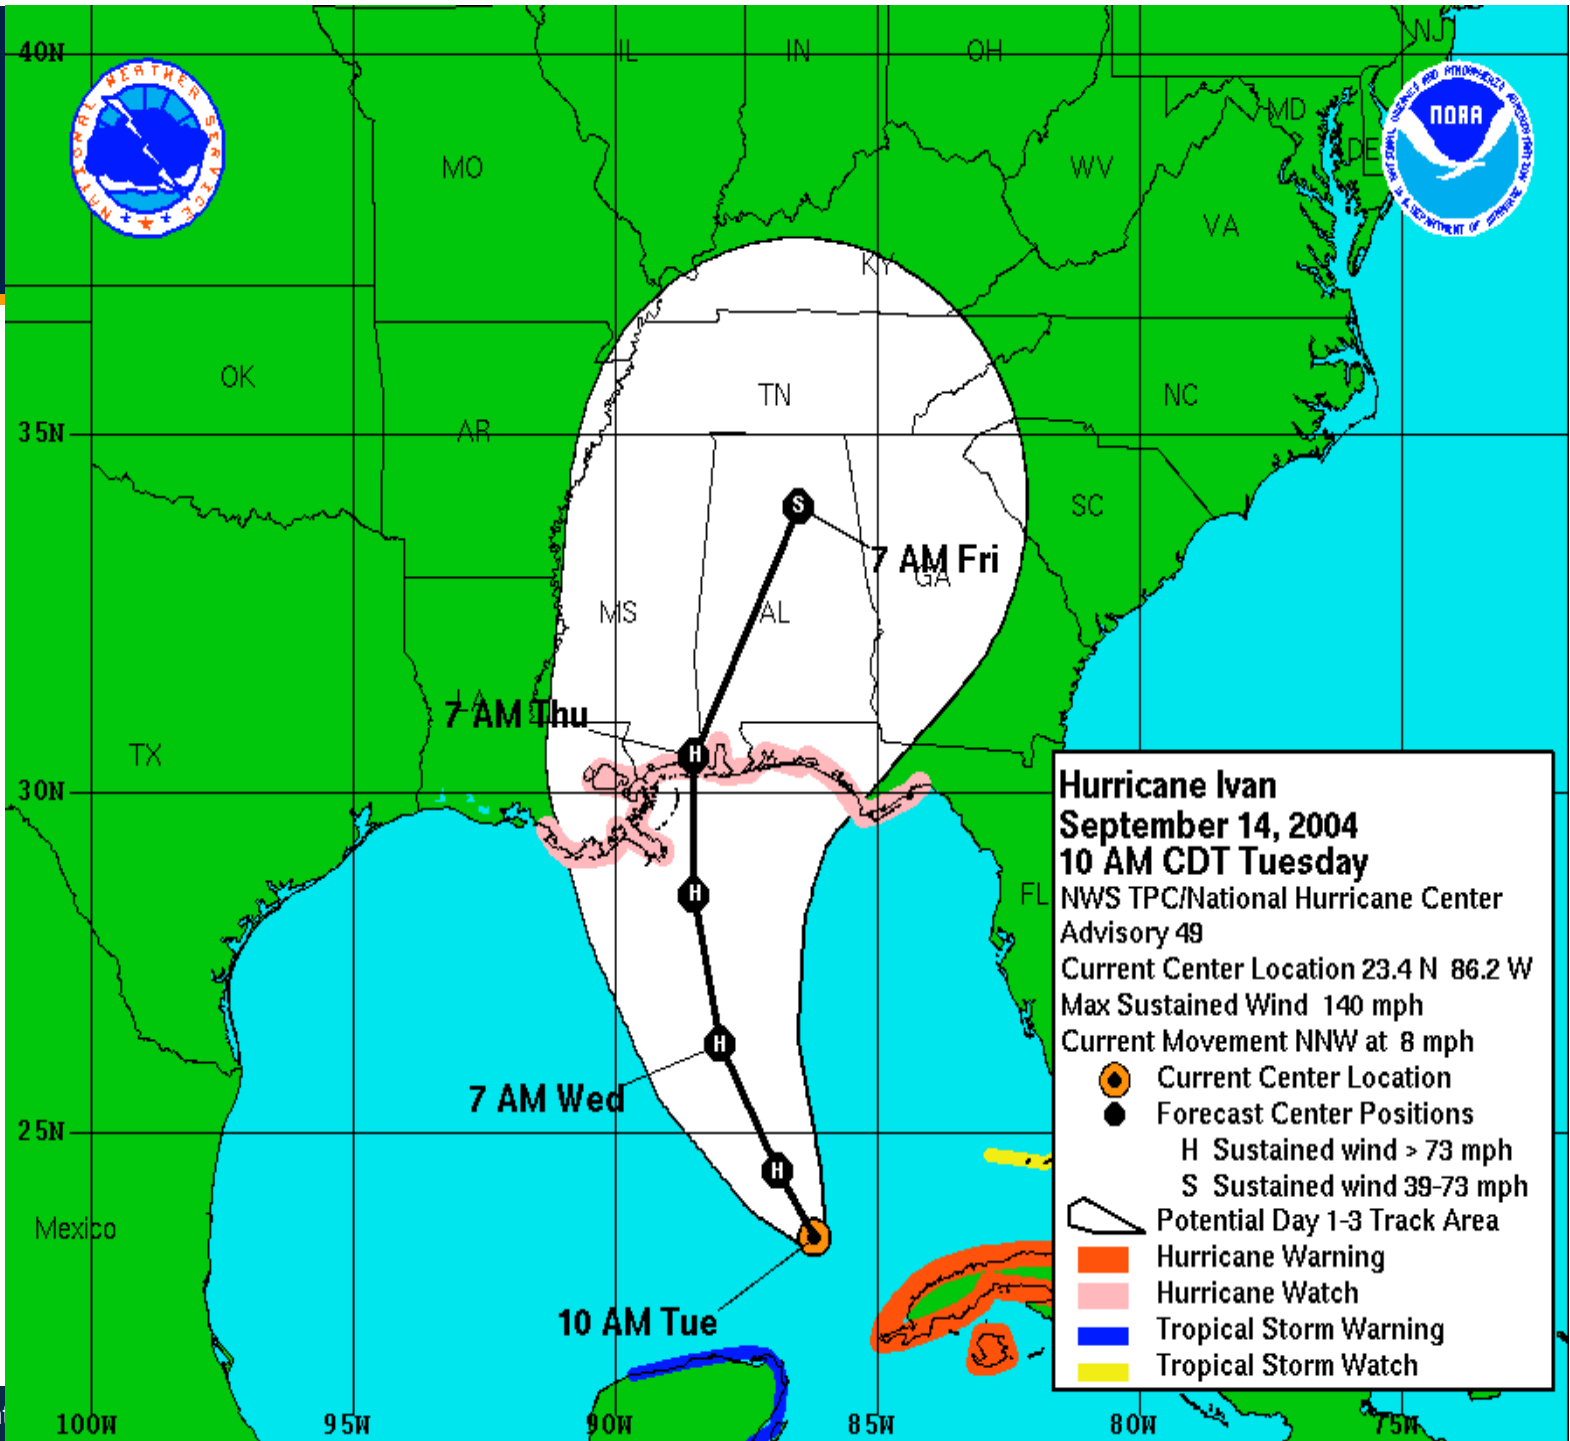 40N
IL
IN
OH
NJ
NATIONAL WEATHER SERVICE
NOAA
MD
DE
MO
WV
VA
KY
OK
TN
NC
AR
35N
SC
7 AM Fri
GA
MS
AL
LA
7 AM Thu
TX
30N
Hurricane Ivan
September 14, 2004
10 AM CDT Tuesday
NWS TPC/National Hurricane Center
Advisory 49
Current Center Location 23.4 N 86.2 W
Max Sustained Wind 140 mph
Current Movement NNW at 8 mph
Current Center Location
Forecast Center Positions
H Sustained wind > 73 mph
S Sustained wind 39-73 mph
Potential Day 1-3 Track Area
Hurricane Warning
Hurricane Watch
Tropical Storm Warning
Tropical Storm Watch
FL
S
H
H
H
H
7 AM Wed
25N
Mexico
10 AM Tue
100W
95W
90W
85W
80W
75W